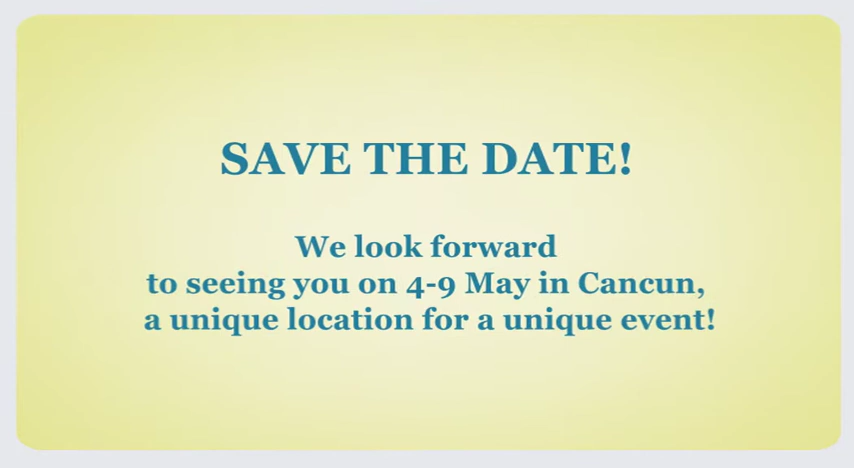 SAVE THE DATE!
We look forward
to seeing you on 4-9 May in Cancun,
a unique location for a unique event!